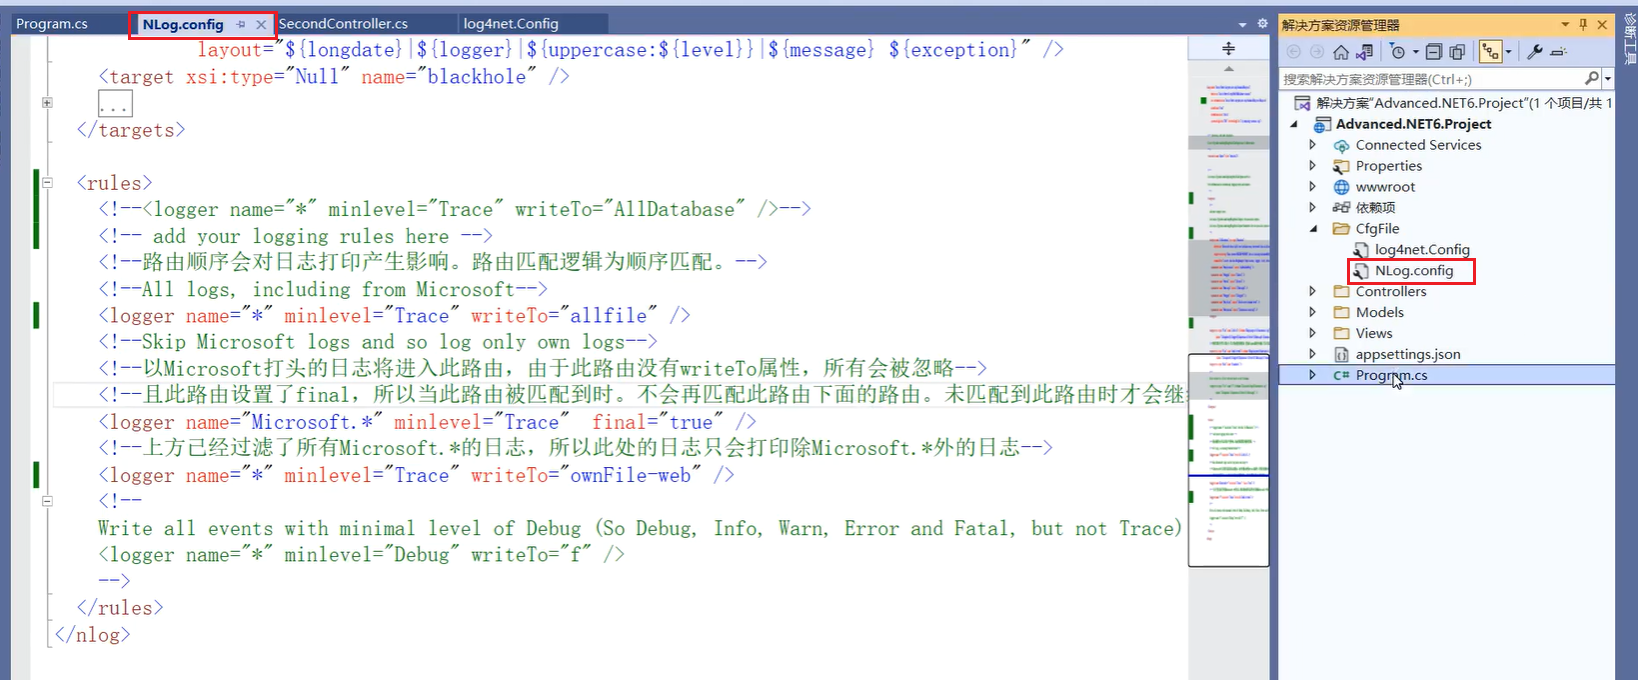 Program.cs
NLog.config
SecondController.cs
log4net.Config
layout="${longdate}|${logger}|${uppercase:${level}}|${message} ${exception}" />
<target xsi:type="Null" name="blackhole" />
...
</targets>
<rules>
<!--<logger name="*" minlevel="Trace" writeTo="AllDatabase" />-->
<!-- add your logging rules here -->
<!--路由顺序会对日志打印产生影响。路由匹配逻辑为顺序匹配。-->
<!--All logs, including from Microsoft-->
<logger name="*" minlevel="Trace" writeTo="allfile" />
<!--Skip Microsoft logs and so log only own logs-->
<!--以Microsoft打头的日志将进入此路由，由于此路由没有writeTo属性，所有会被忽略-->
<!--且此路由设置了final，所以当此路由被匹配到时。不会再匹配此路由下面的路由。未匹配到此路由时才会继
<logger name="Microsoft.*" minlevel="Trace"  final="true" />
<!--上方已经过滤了所有Microsoft.*的日志，所以此处的日志只会打印除Microsoft.*外的日志-->
<logger name="*" minlevel="Trace" writeTo="ownFile-web" />
<!--
Write all events with minimal level of Debug (So Debug, Info, Warn, Error and Fatal, but not Trace)
<logger name="*" minlevel="Debug" writeTo="f" />
-->
</rules>
</nlog>
解决方案资源管理器
搜索解决方案资源管理器(Ctrl+;)
解决方案"Advanced.NET6.Project"(1 个项目/共 1
Advanced.NET6.Project
Connected Services
Properties
wwwroot
依赖项
CfgFile
log4net.Config
NLog.config
Controllers
Models
Views
appsettings.json
C# Program.cs
诊断工具